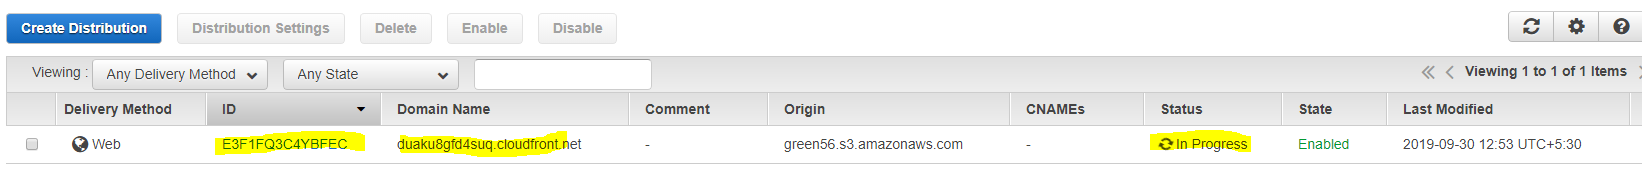 Create Distribution Distribution Settings Delete Enable Disable
Viewing : Any Delivery Method Any State Viewing 1 to 1 of 1 Items
Delivery Method ID Domain Name Comment Origin CNAMEs Status State Last Modified
Web E3F1FQ3C4YBFEC duaku8gfd4suq.cloudfront.net - green56.s3.amazonaws.com - In Progress Enabled 2019-09-30 12:53 UTC+5:30